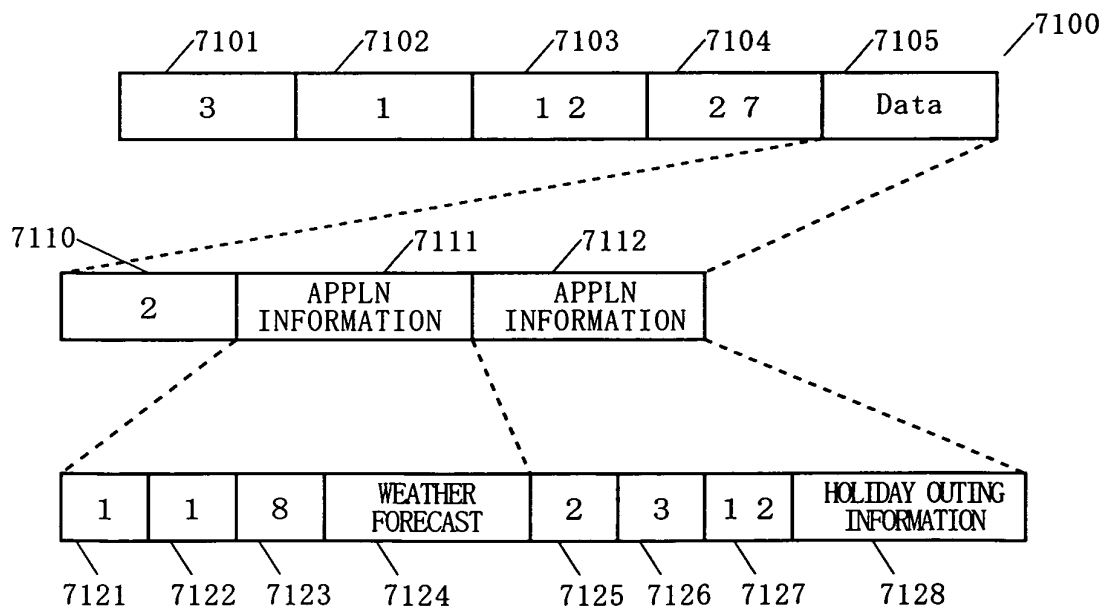 7101 7102 7103 7104 7105 7100
3 1 1 2 2 7 Data
7110 7111 7112
2 APPLN INFORMATION APPLN INFORMATION
1 1 8 WEATHER FORECAST 2 3 1 2 HOLIDAY OUTING INFORMATION
7121 7122 7123 7124 7125 7126 7127 7128